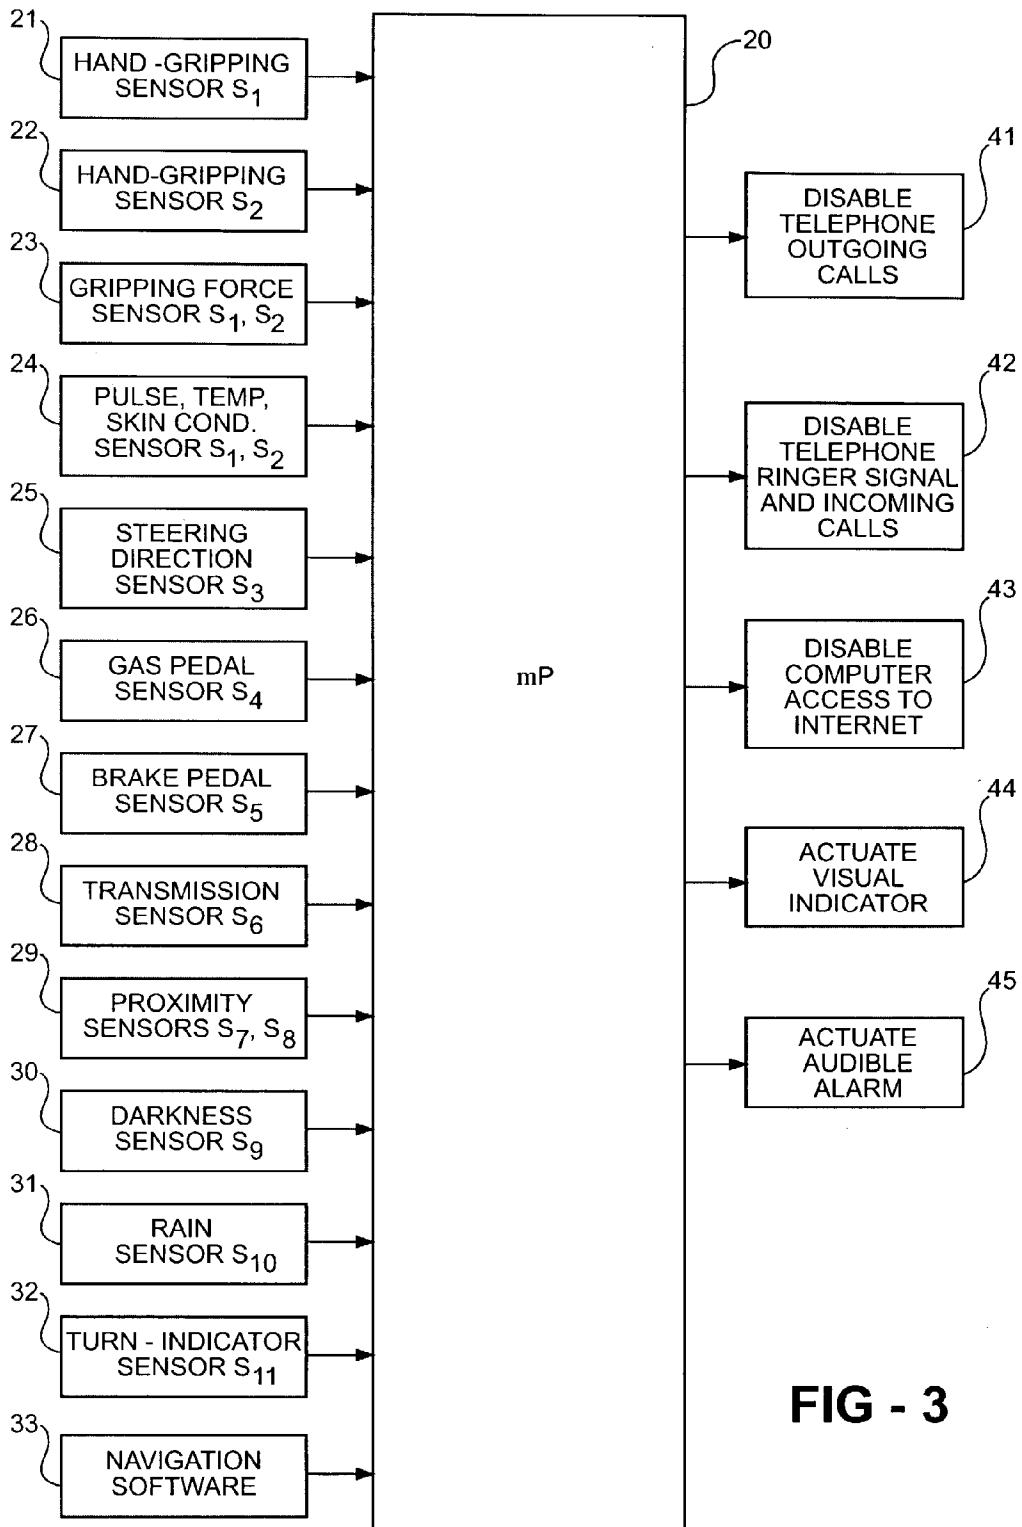 21
HAND -GRIPPING
SENSOR S1
22
HAND-GRIPPING
SENSOR S2
23
GRIPPING FORCE
SENSOR S1, S2
24
PULSE, TEMP,
SKIN COND.
SENSOR S1, S2
25
STEERING
DIRECTION
SENSOR S3
26
GAS PEDAL
SENSOR S4
27
BRAKE PEDAL
SENSOR S5
28
TRANSMISSION
SENSOR S6
29
PROXIMITY
SENSORS S7, S8
30
DARKNESS
SENSOR S9
31
RAIN
SENSOR S10
32
TURN - INDICATOR
SENSOR S11
33
NAVIGATION
SOFTWARE
20
mP
41
DISABLE
TELEPHONE
OUTGOING
CALLS
42
DISABLE
TELEPHONE
RINGER SIGNAL
AND INCOMING
CALLS
43
DISABLE
COMPUTER
ACCESS TO
INTERNET
44
ACTUATE
VISUAL
INDICATOR
45
ACTUATE
AUDIBLE
ALARM
FIG - 3